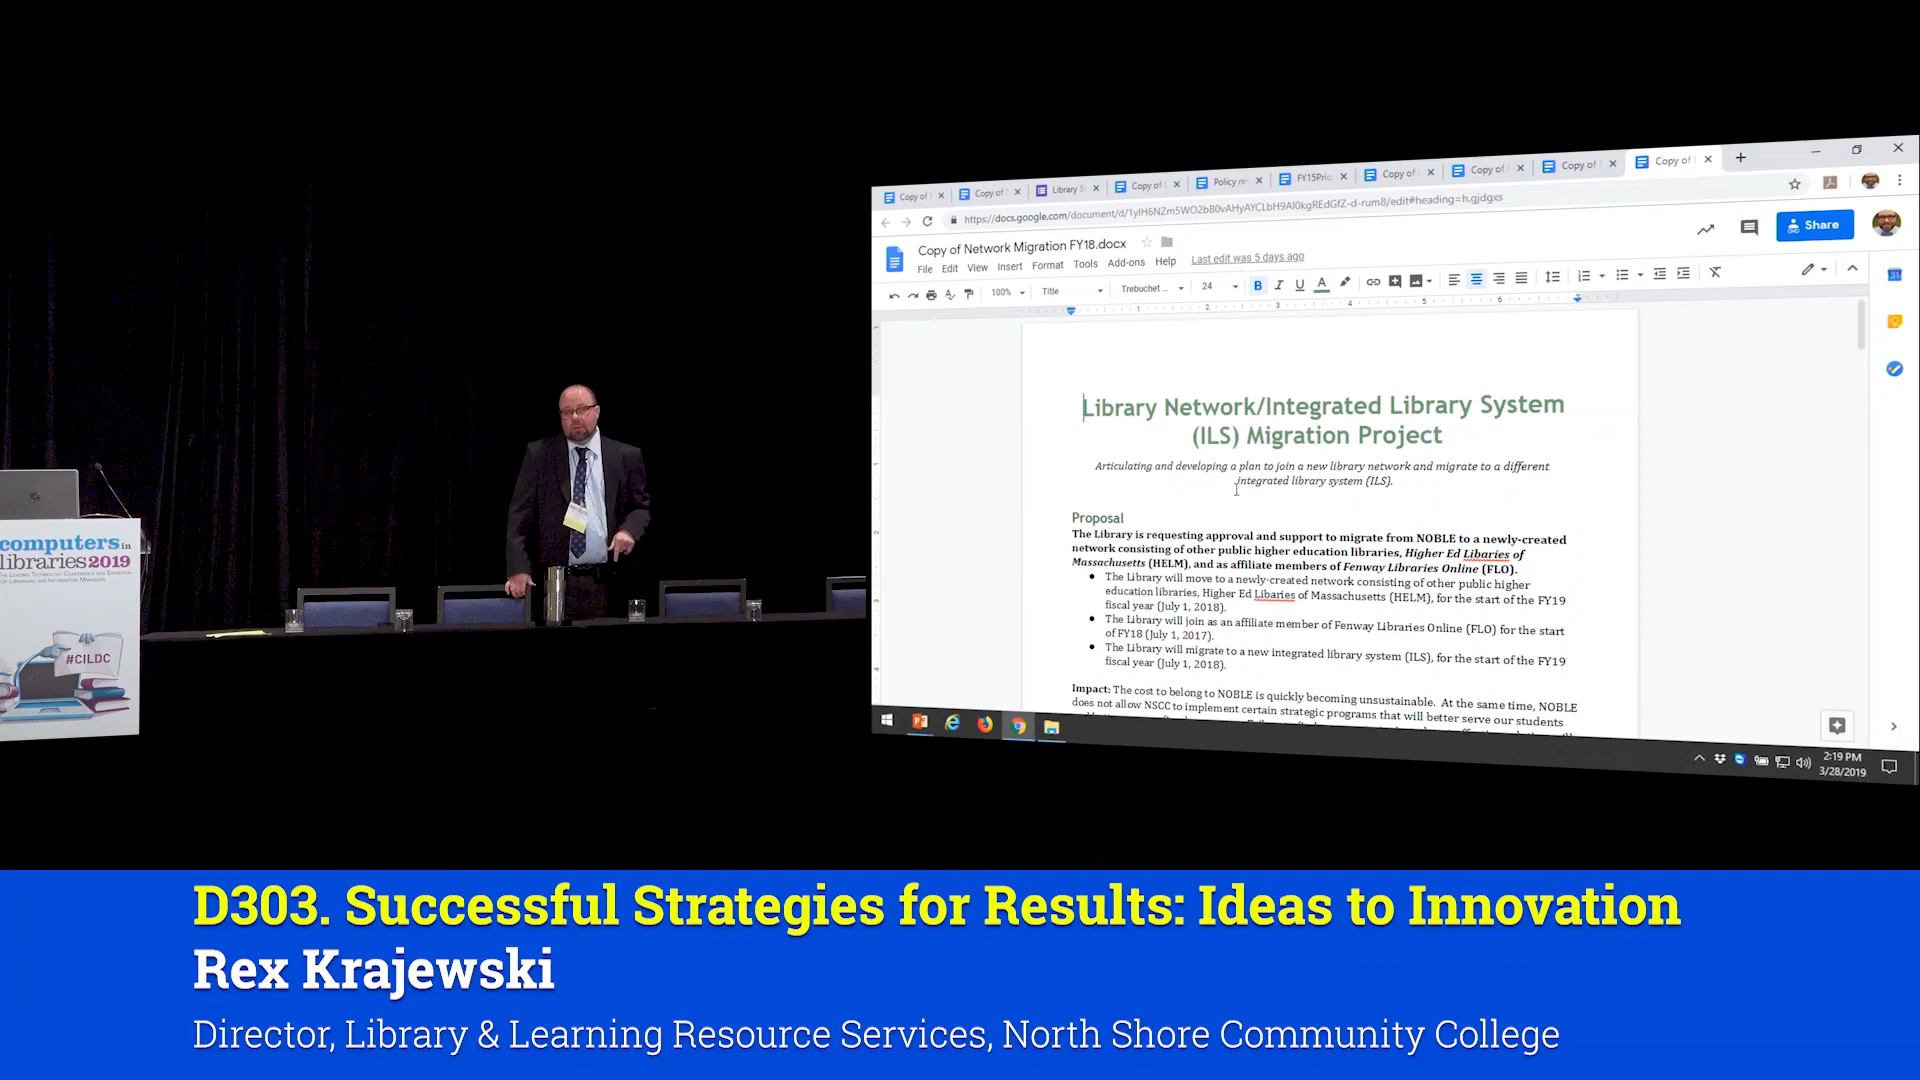 Copy of
Copy of
Library S
Copy of
Policy re
FY15Prio
Copy of
Copy of
Copy of
Copy of
https://docs.google.com/document/d/1yIH6NZm5WO2bB0vAHyAYCLbH9AI0kgREdGfZ-d-rum8/edit#heading=h.gjdgxs
Copy of Network Migration FY18.docx
Share
File Edit View Insert Format Tools Add-ons Help Last edit was 5 days ago
100% Title Trebuchet ... 24 B I U A
Library Network/Integrated Library System
(ILS) Migration Project
Articulating and developing a plan to join a new library network and migrate to a different
integrated library system (ILS).
Proposal
The Library is requesting approval and support to migrate from NOBLE to a newly-created
network consisting of other public higher education libraries, Higher Ed Libaries of
Massachusetts (HELM), and as affiliate members of Fenway Libraries Online (FLO).
The Library will move to a newly-created network consisting of other public higher
education libraries, Higher Ed Libaries of Massachusetts (HELM), for the start of the FY19
fiscal year (July 1, 2018).
The Library will join as an affiliate member of Fenway Libraries Online (FLO) for the start
of FY18 (July 1, 2017).
The Library will migrate to a new integrated library system (ILS), for the start of the FY19
fiscal year (July 1, 2018).
Impact: The cost to belong to NOBLE is quickly becoming unsustainable. At the same time, NOBLE
does not allow NSCC to implement certain strategic programs that will better serve our students
2:19 PM
3/28/2019
computers in
libraries 2019
The Leading Technology Conference and Exhibition
for Librarians and Information Managers
#CILDC
D303. Successful Strategies for Results: Ideas to Innovation
Rex Krajewski
Director, Library & Learning Resource Services, North Shore Community College